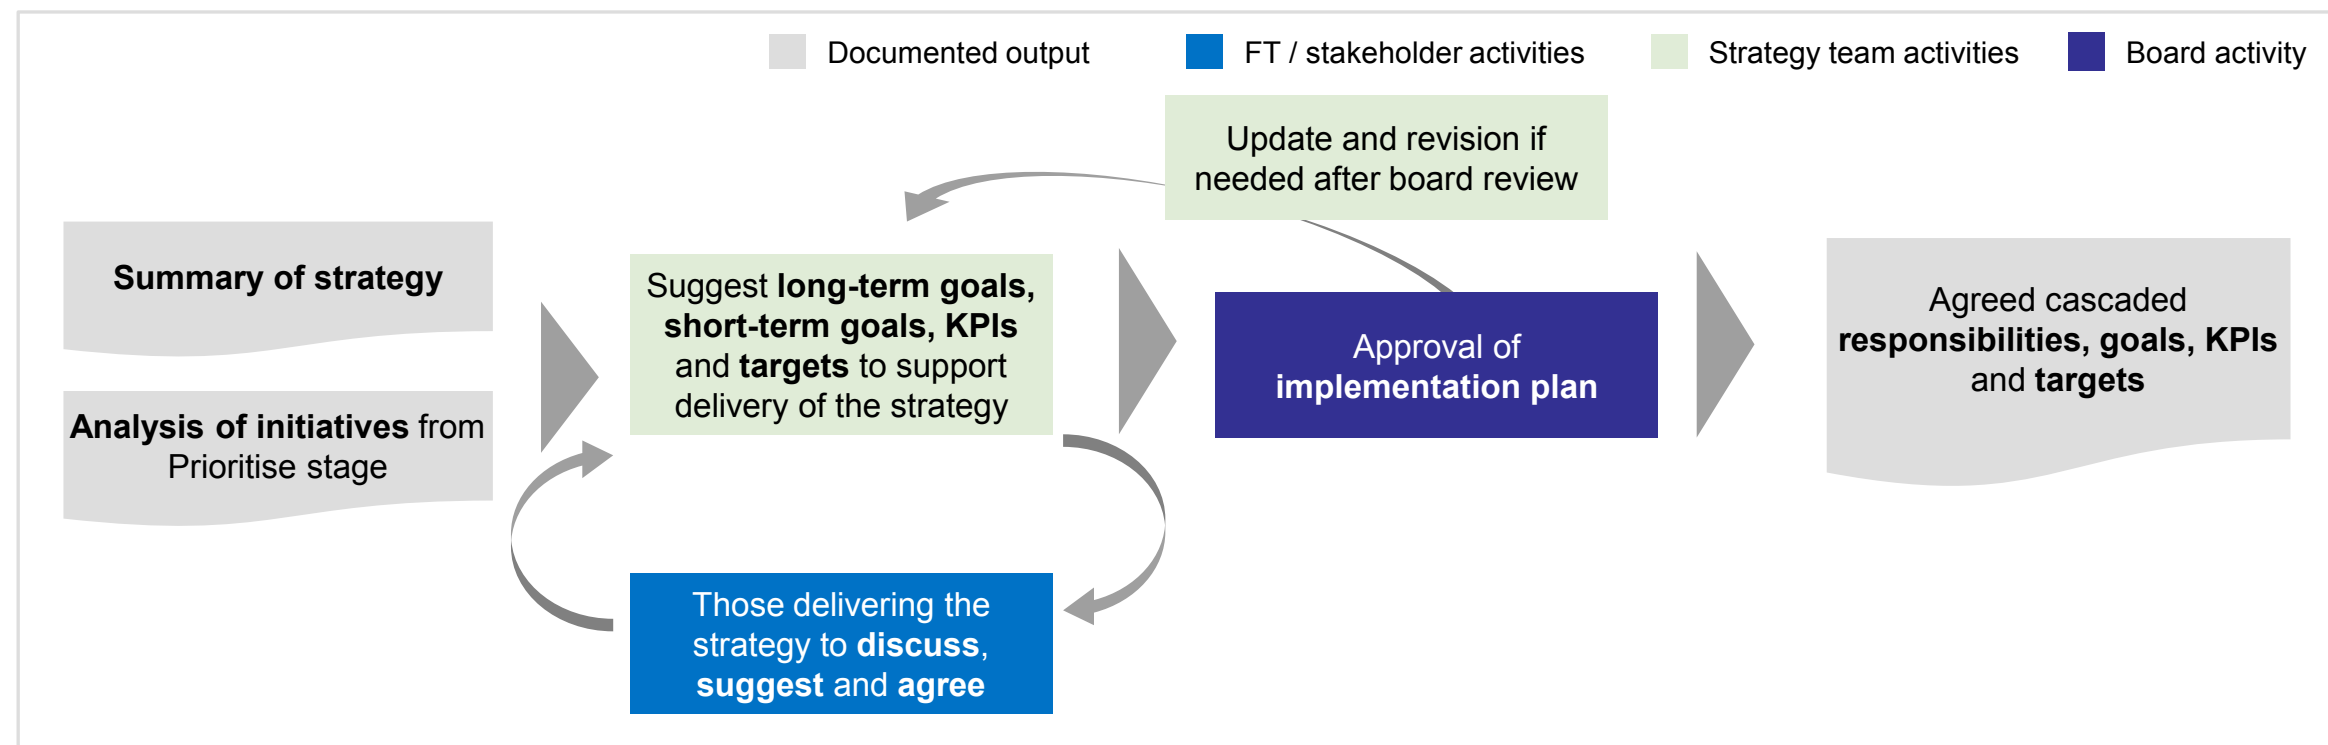 Documented output
FT / stakeholder activities
Strategy team activities
Board activity
Update and revision if
needed after board review
Summary of strategy
Analysis of initiatives from
Prioritise stage
Suggest long-term goals,
short-term goals, KPIs
and targets to support
delivery of the strategy
Those delivering the
strategy to discuss,
suggest and agree
Approval of
implementation plan
Agreed cascaded
responsibilities, goals, KPIs
and targets